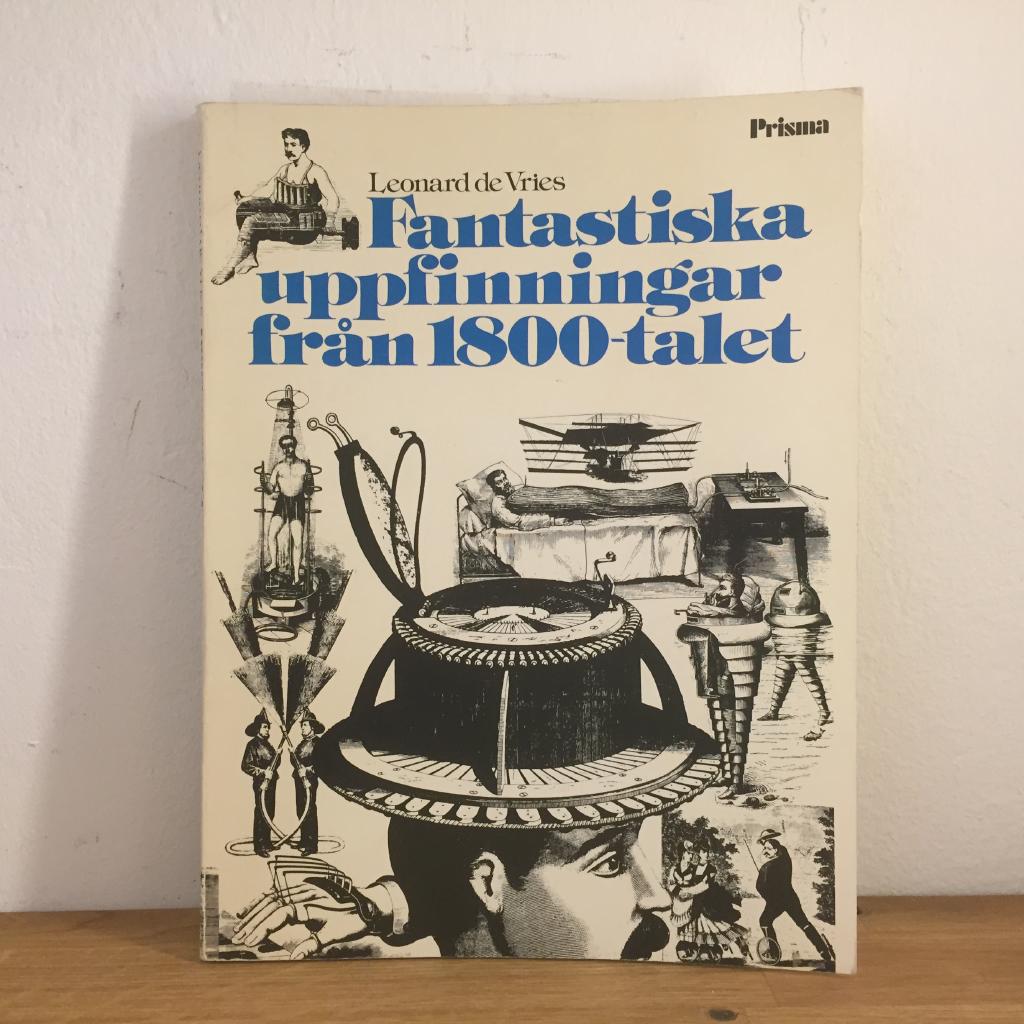 Prisma
Leonard de Vries
Fantastiska
uppfinningar
från 1800-talet